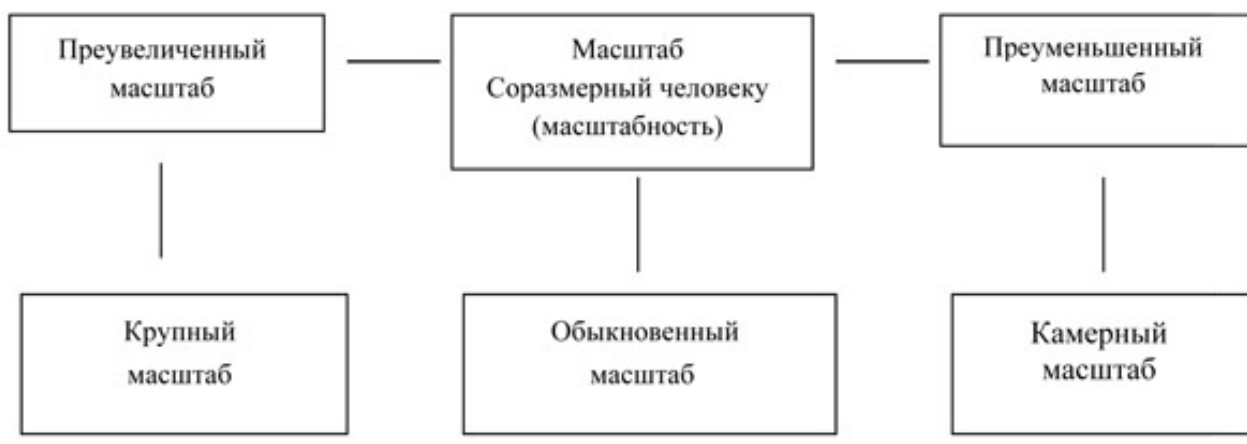 Преувеличенный
масштаб
Масштаб
Соразмерный человеку
(масштабность)
Преуменьшенный
масштаб
Крупный
масштаб
Обыкновенный
масштаб
Камерный
масштаб